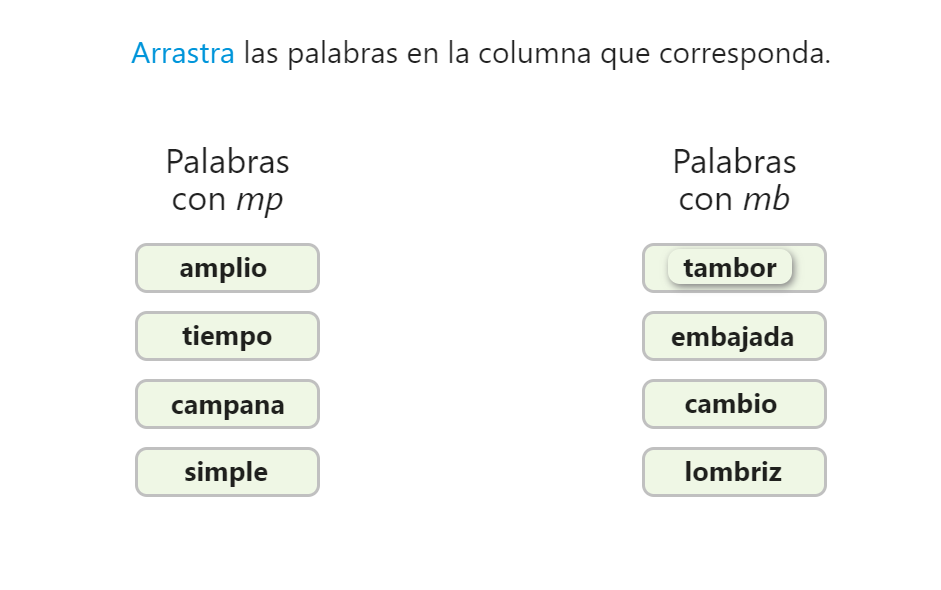 Arrastra las palabras en la columna que corresponda.
Palabras
con mp
amplio
tiempo
campana
simple
Palabras
con mb
tambor
embajada
cambio
lombriz